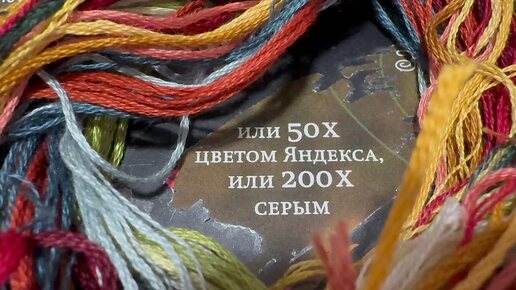 или 50х
цветом Яндекса,
или 200х
серым